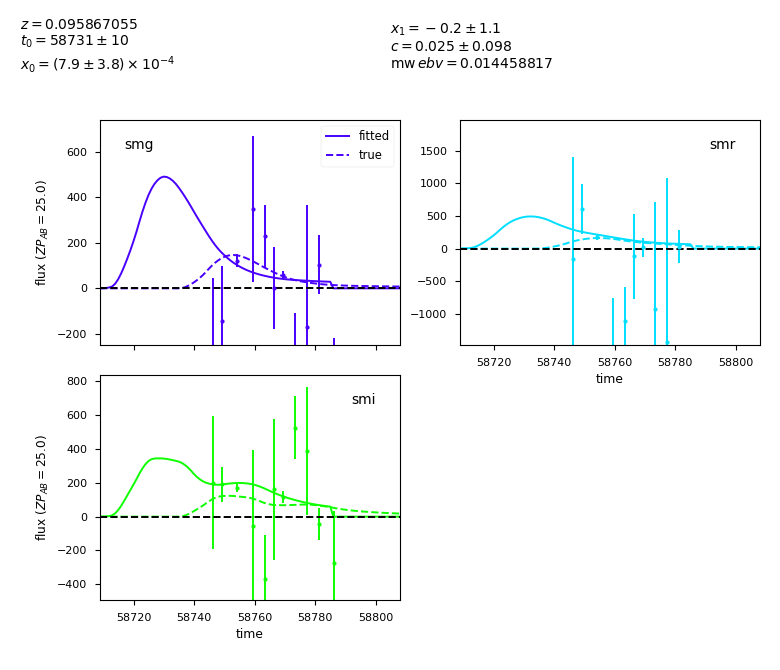 z = 0.095867055
t₀ = 58731 ± 10
x₀ = (7.9 ± 3.8) × 10⁻⁴
x₁ = −0.2 ± 1.1
c = 0.025 ± 0.098
mw ebv = 0.014458817
smg
fitted
true
600
400
200
0
−200
flux (ZP_AB = 25.0)
smr
1500
1000
500
0
−500
−1000
58720 58740 58760 58780 58800
time
smi
800
600
400
200
0
−200
−400
flux (ZP_AB = 25.0)
58720 58740 58760 58780 58800
time